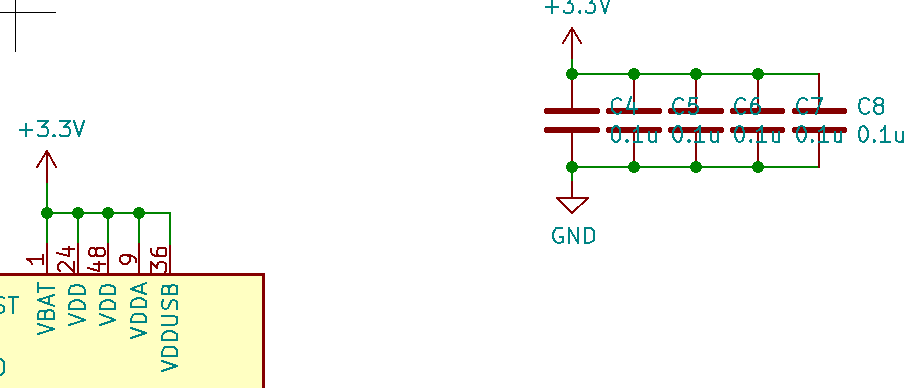 +3.3V
C4 C5 C6 C7 C8
0.1u 0.1u 0.1u 0.1u 0.1u
GND
+3.3V
1 24 48 9 36
VBAT VDD VDD VDDA VDDUSB
ST